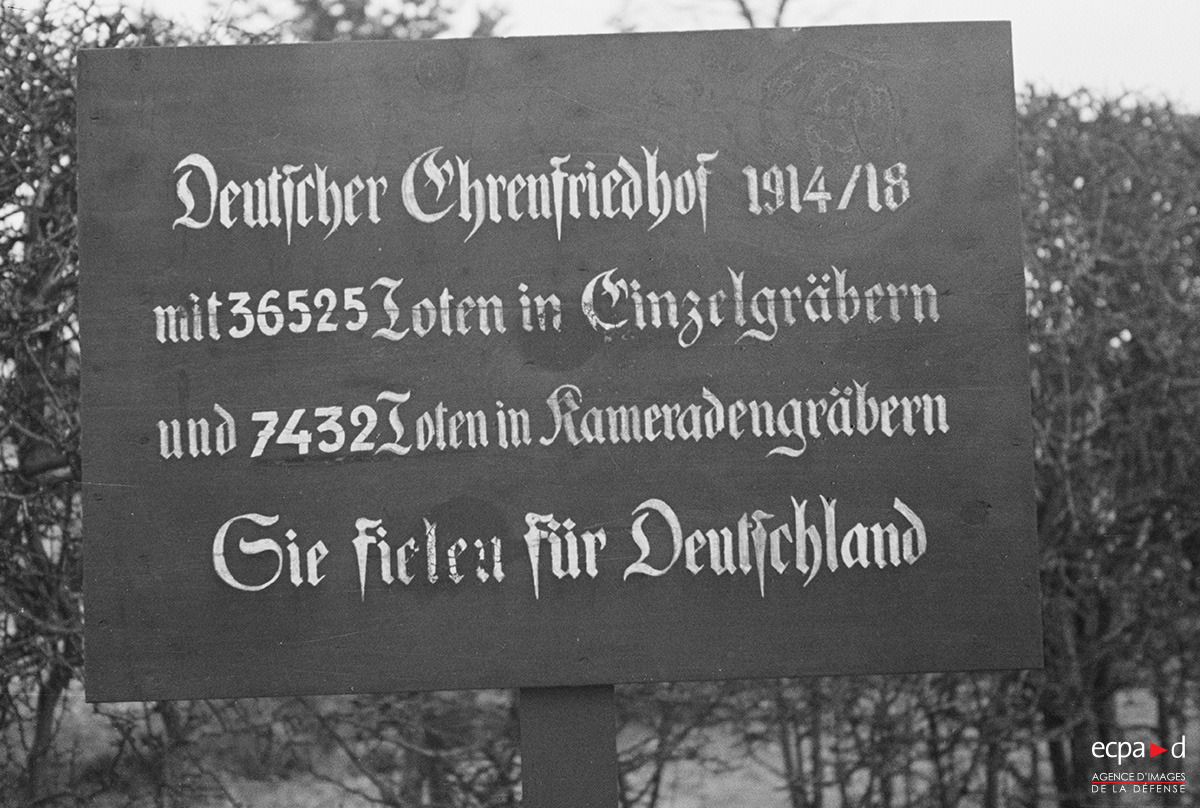 Deutscher Ehrenfriedhof 1914/18
mit 36525 Toten in Einzelgräbern
und 7432 Toten in Kameradengräbern
Sie fielen für Deutschland
ecpa d
AGENCE D'IMAGES
DE LA DÉFENSE